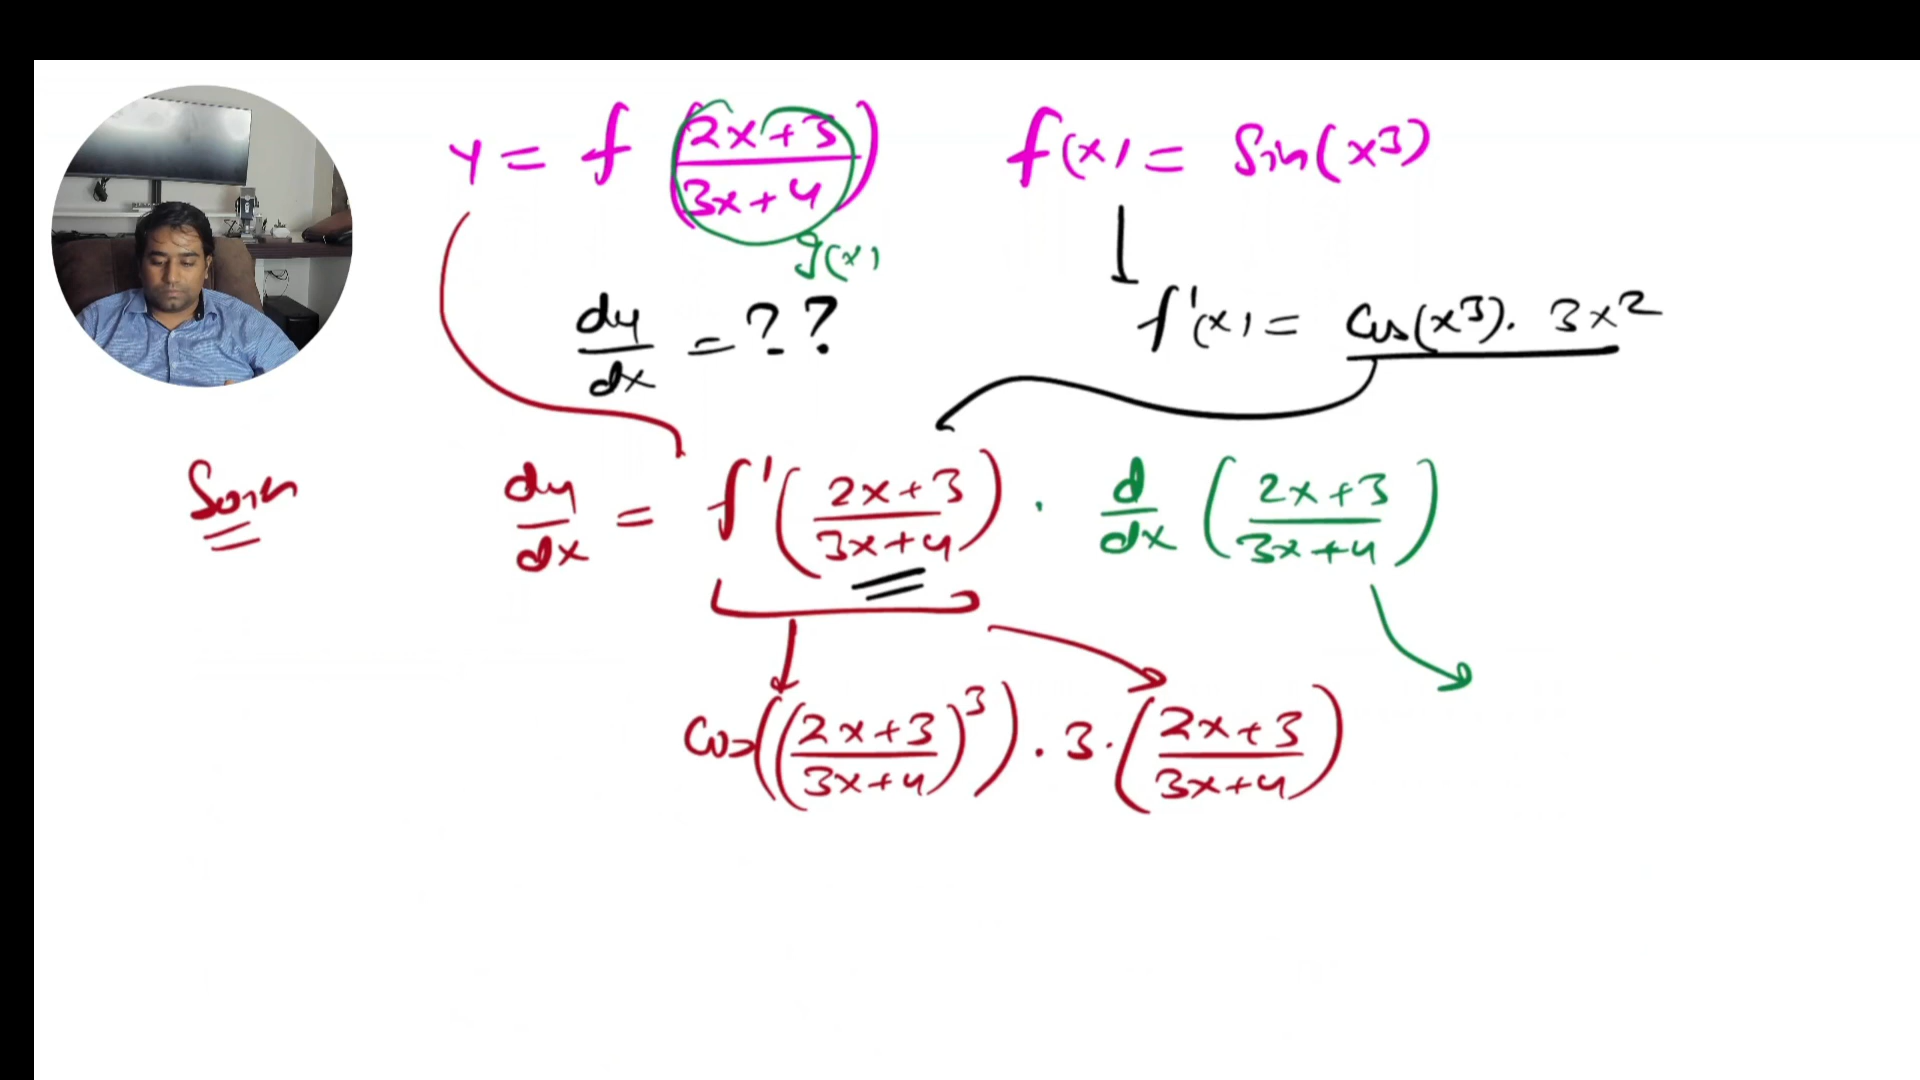 y = f ( (2x+3)/(3x+4) )    f(x) = Sin(x³)
g(x)
dy/dx = ??    f'(x) = Cos(x³). 3x²
Soln    dy/dx = f' ( (2x+3)/(3x+4) ) . d/dx ( (2x+3)/(3x+4) )
Cos( ( (2x+3)/(3x+4) )³ ) . 3 . ( (2x+3)/(3x+4) )